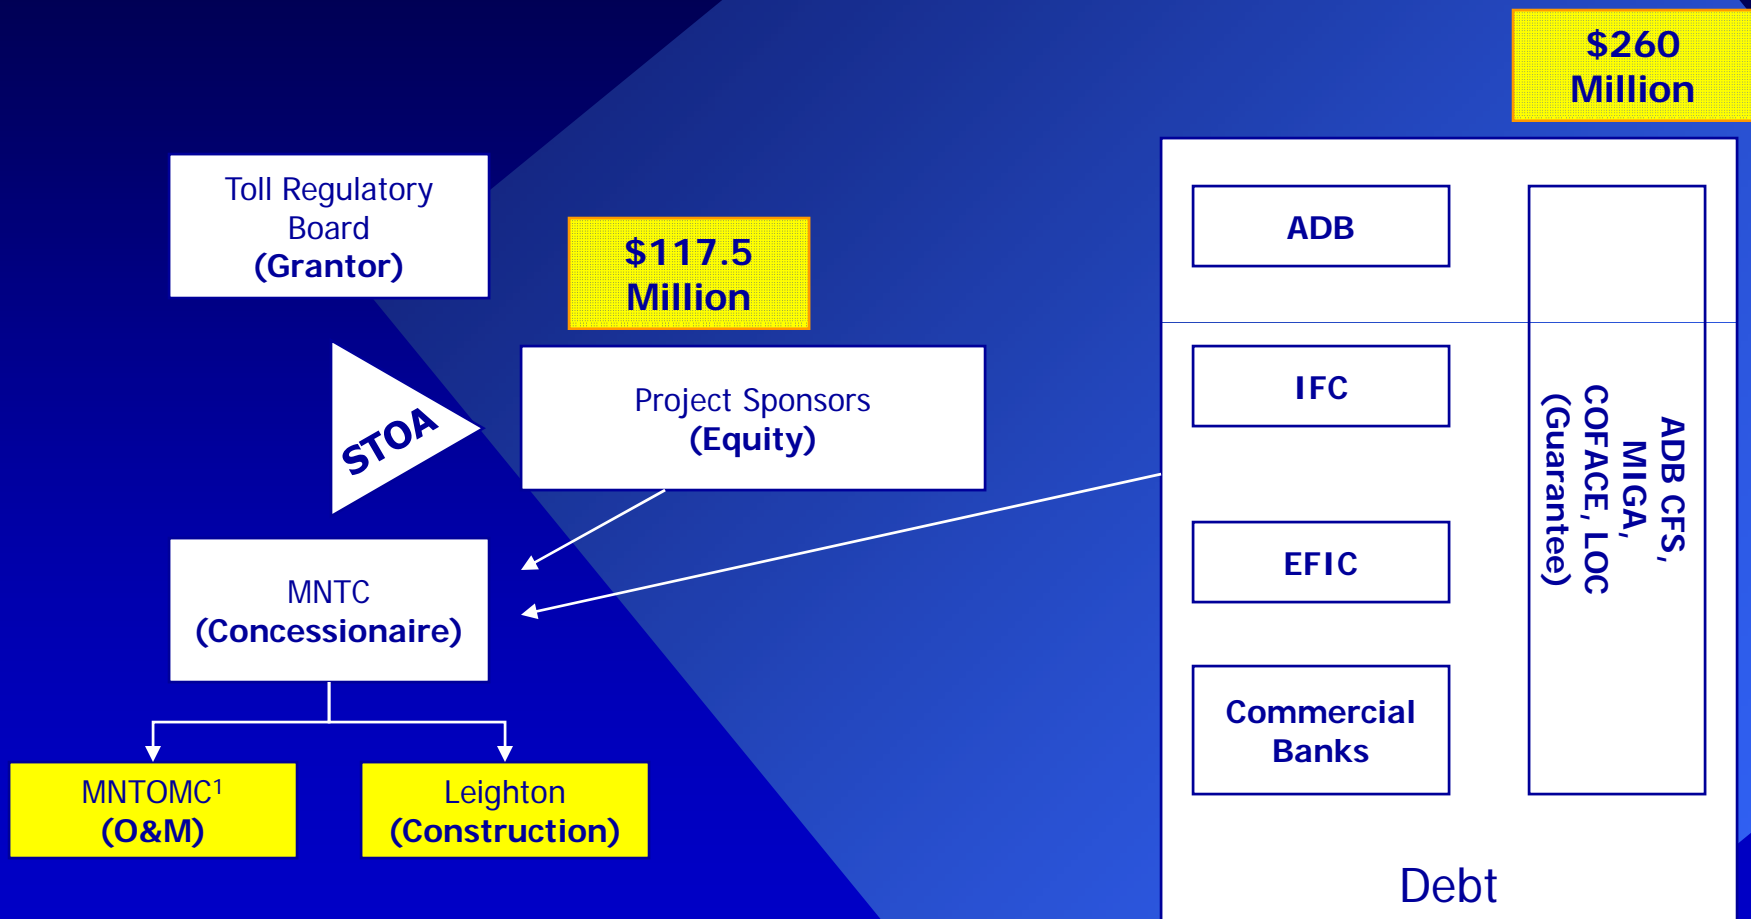 $260
Million
Toll Regulatory
Board
(Grantor)
$117.5
Million
ADB
STOA
Project Sponsors
(Equity)
IFC
ADB CFS,
MIGA,
COFACE, LOC
(Guarantee)
EFIC
MNTC
(Concessionaire)
Commercial
Banks
MNTOMC¹
(O&M)
Leighton
(Construction)
Debt